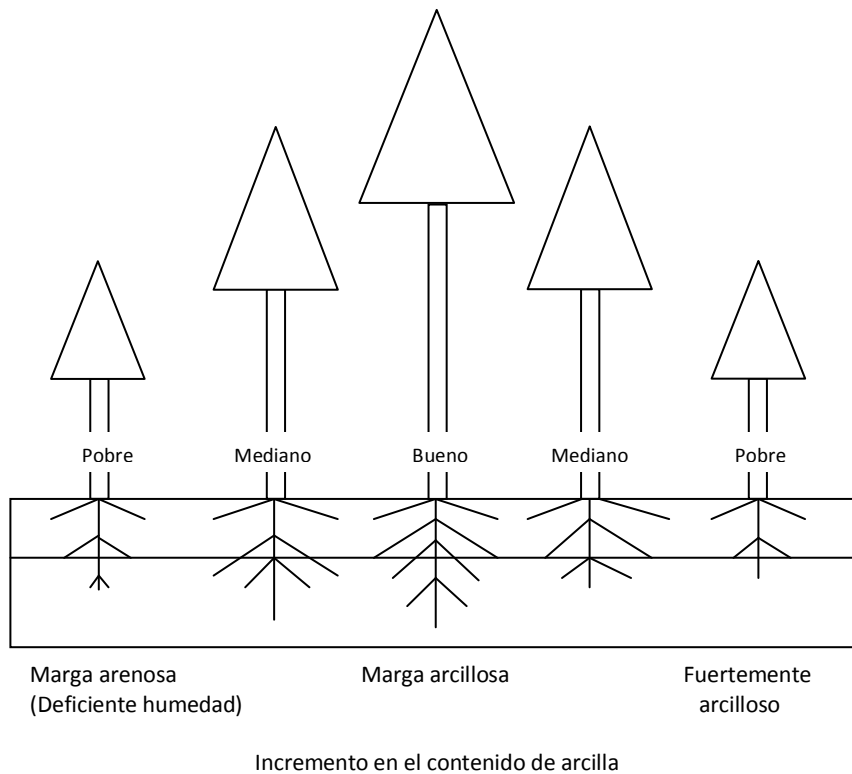 Pobre
Mediano
Bueno
Mediano
Pobre
Marga arenosa
(Deficiente humedad)
Marga arcillosa
Fuertemente
arcilloso
Incremento en el contenido de arcilla